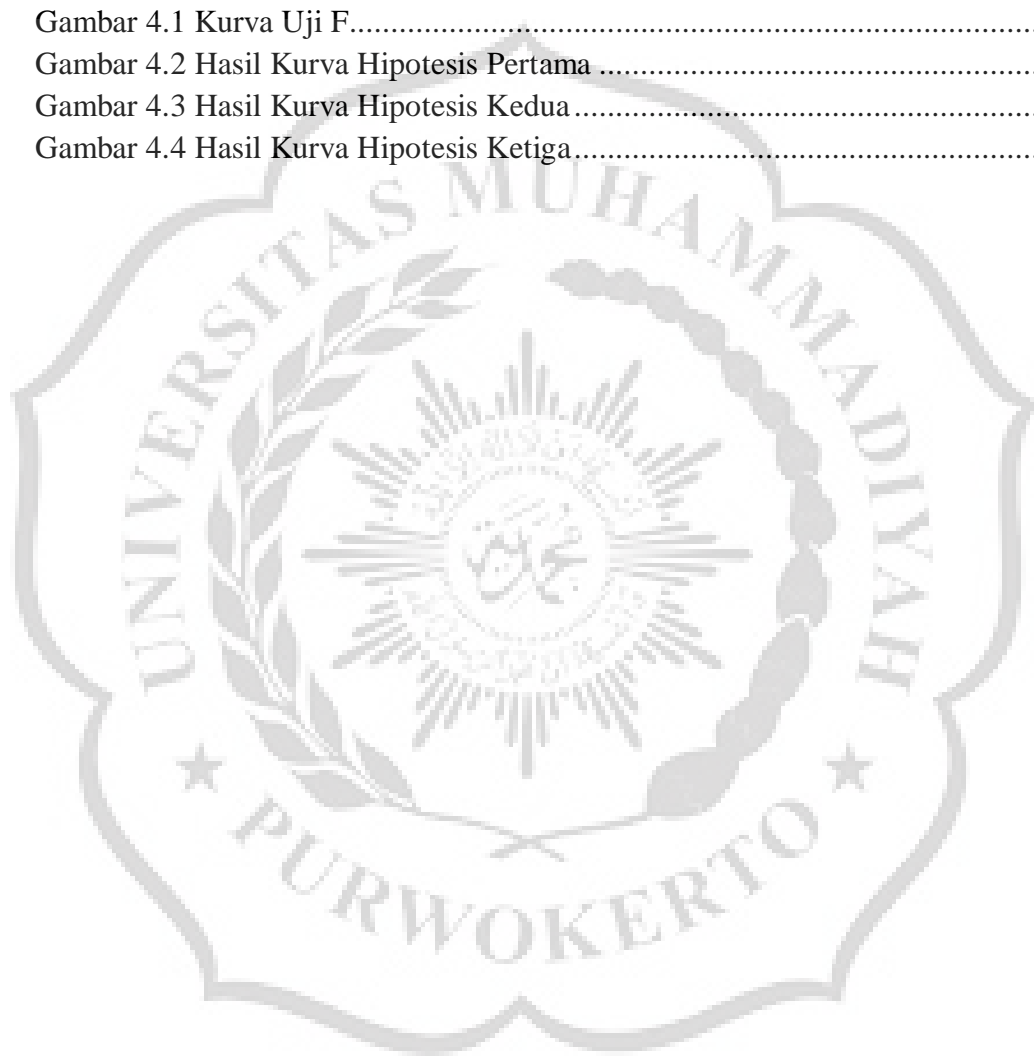 Gambar 4.1 Kurva Uji F................................................................................................
Gambar 4.2 Hasil Kurva Hipotesis Pertama ............................................................
Gambar 4.3 Hasil Kurva Hipotesis Kedua ...............................................................
Gambar 4.4 Hasil Kurva Hipotesis Ketiga...............................................................
UNIVERSITAS MUHAMMADIYAH
★ PURWOKERTO ★